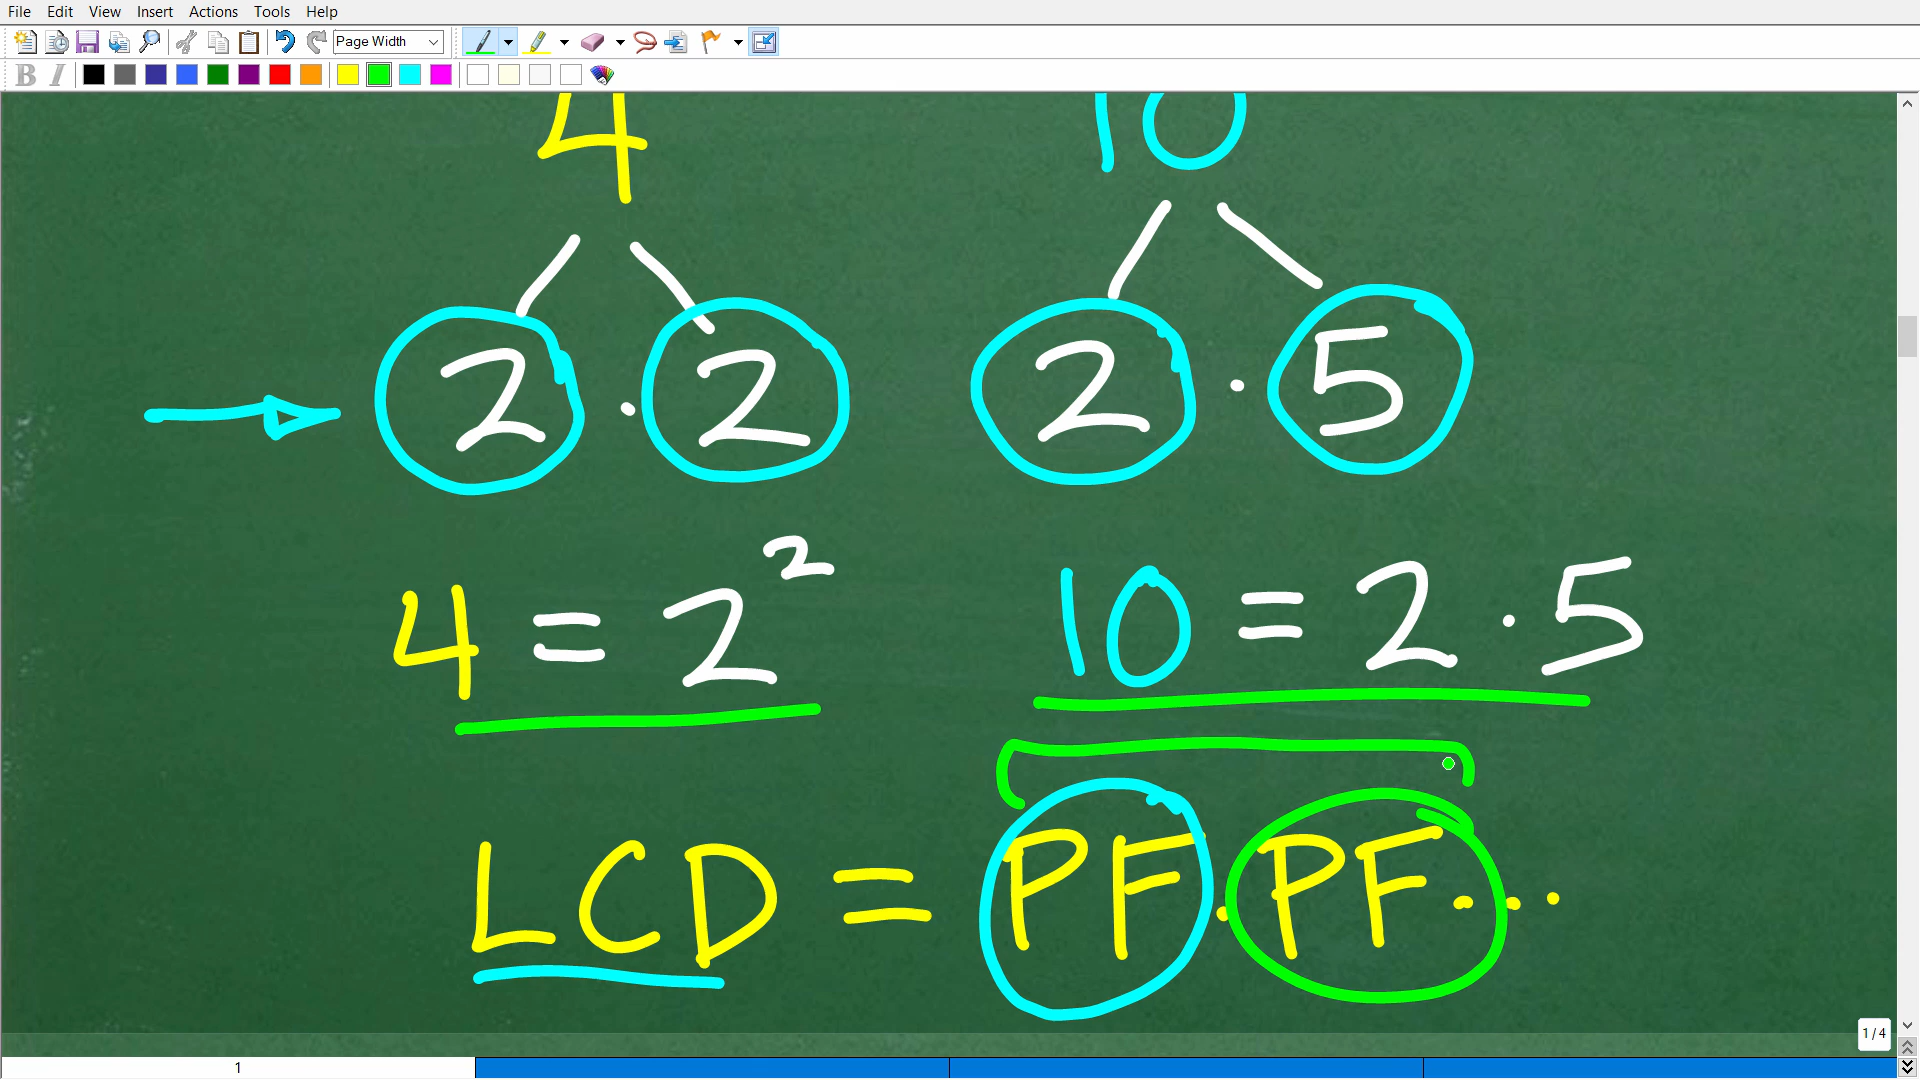 File Edit View Insert Actions Tools Help
Page Width
B I
4 10
2 · 2 2 · 5
4 = 2² 10 = 2 · 5
LCD = PF · PF · · ·
1 / 4
1